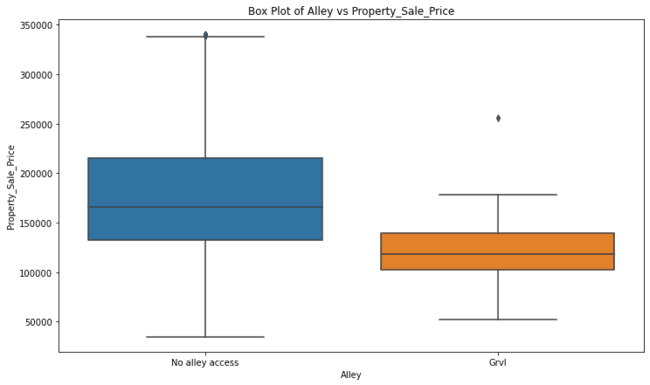 Box Plot of Alley vs Property_Sale_Price
350000
300000
250000
200000
150000
100000
50000
Property_Sale_Price
No alley access
Grvl
Alley